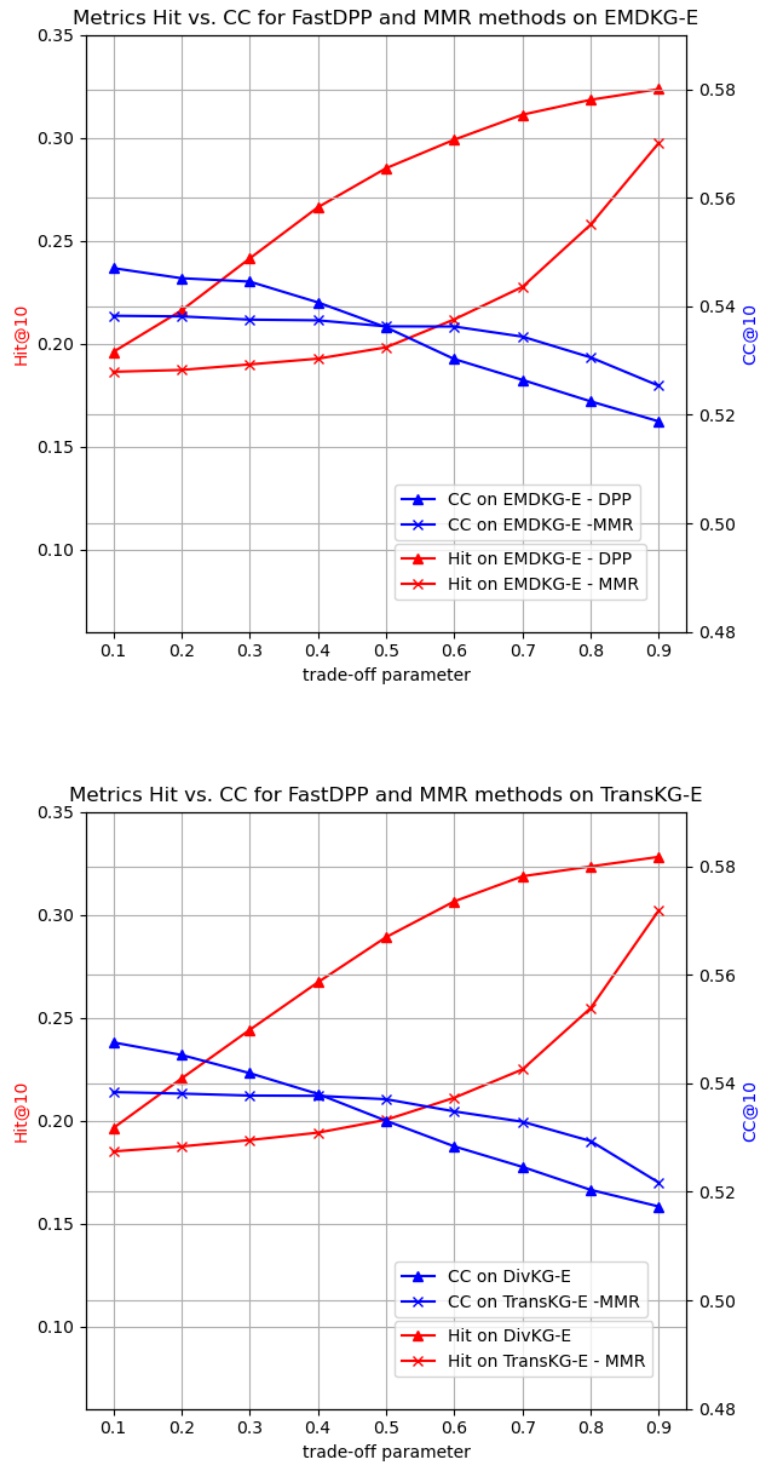 Metrics Hit vs. CC for FastDPP and MMR methods on EMDKG-E
0.35
0.30
0.25
0.20
0.15
0.10
Hit@10
0.58
0.56
0.54
0.52
0.50
0.48
CC@10
CC on EMDKG-E - DPP
CC on EMDKG-E -MMR
Hit on EMDKG-E - DPP
Hit on EMDKG-E - MMR
0.1 0.2 0.3 0.4 0.5 0.6 0.7 0.8 0.9
trade-off parameter
Metrics Hit vs. CC for FastDPP and MMR methods on TransKG-E
0.35
0.30
0.25
0.20
0.15
0.10
Hit@10
0.58
0.56
0.54
0.52
0.50
0.48
CC@10
CC on DivKG-E
CC on TransKG-E -MMR
Hit on DivKG-E
Hit on TransKG-E - MMR
0.1 0.2 0.3 0.4 0.5 0.6 0.7 0.8 0.9
trade-off parameter